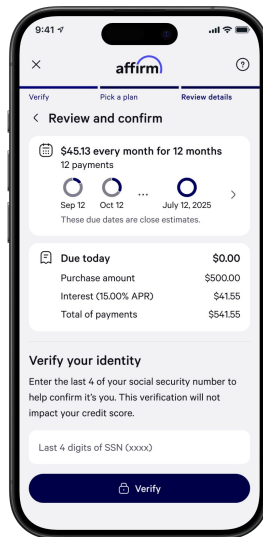 9:41
affirm
?
Verify Pick a plan Review details
Review and confirm
$45.13 every month for 12 months
12 payments
Sep 12 Oct 12 ... July 12, 2025
These due dates are close estimates.
Due today $0.00
Purchase amount $500.00
Interest (15.00% APR) $41.55
Total of payments $541.55
Verify your identity
Enter the last 4 of your social security number to
help confirm it's you. This verification will not
impact your credit score.
Last 4 digits of SSN (xxxx)
Verify